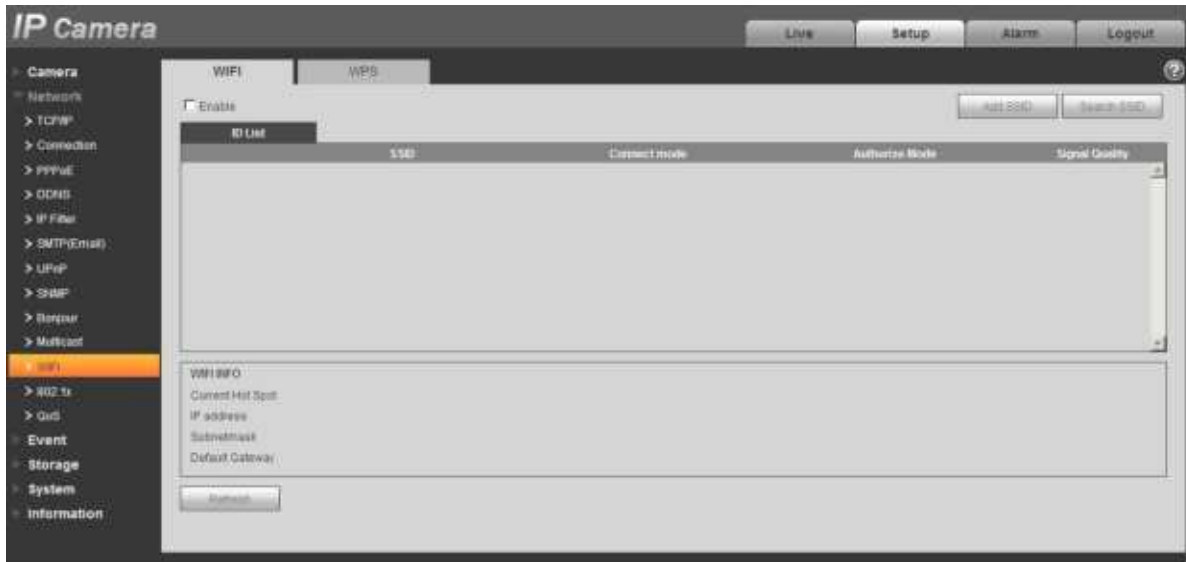 IP Camera
Live Setup Alarm Logout
Camera
Network
> TCP/IP
> Connection
> PPPoE
> DDNS
> IP Filter
> SMTP(Email)
> UPnP
> SNMP
> Bonjour
> Multicast
> WIFI
> 802.1x
> QoS
Event
Storage
System
Information
WIFI WPS
Enable
Add SSID Search SSID
ID List
SSID Connect mode Authorize Mode Signal Quality
WIFI INFO
Current Hot Spot
IP address
Subnetmask
Default Gateway
Refresh